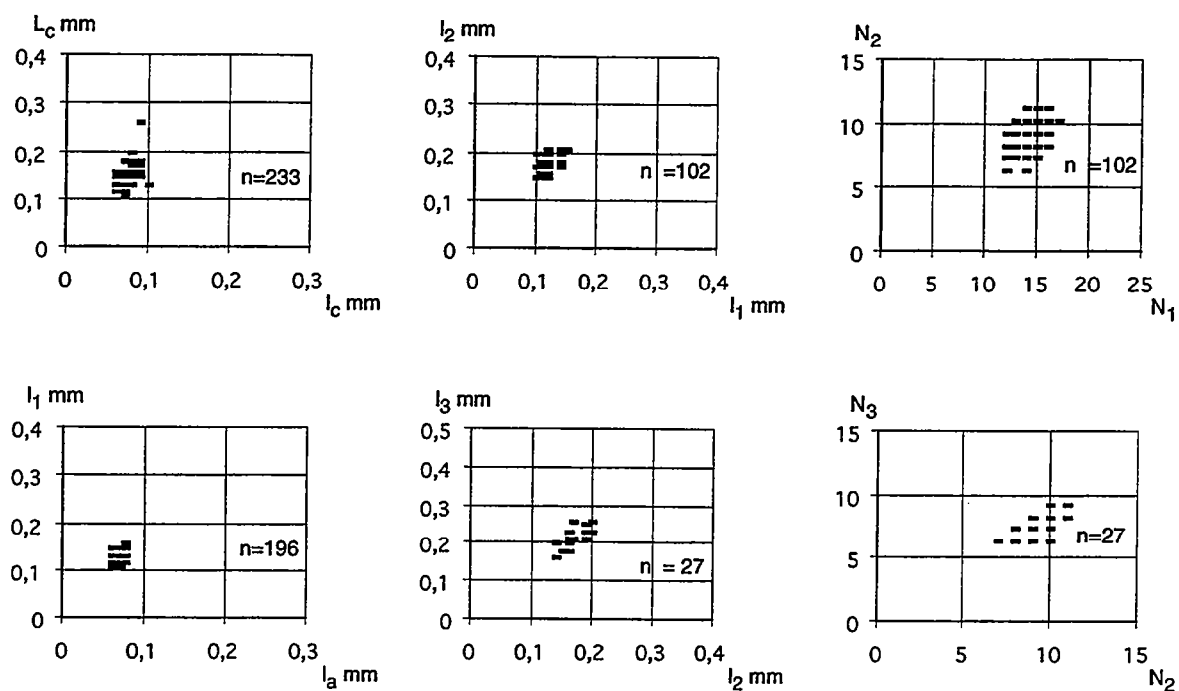 L_c mm
0,4
0,3
0,2
0,1
0
n=233
0 0,1 0,2 0,3
l_c mm
l_2 mm
0,4
0,3
0,2
0,1
0
n =102
0 0,1 0,2 0,3 0,4
l_1 mm
N_2
15
10
5
0
n =102
0 5 10 15 20 25
N_1
l_1 mm
0,4
0,3
0,2
0,1
0
n=196
0 0,1 0,2 0,3
l_a mm
l_3 mm
0,5
0,4
0,3
0,2
0,1
0
n = 27
0 0,1 0,2 0,3 0,4
l_2 mm
N_3
15
10
5
0
n=27
0 5 10 15
N_2